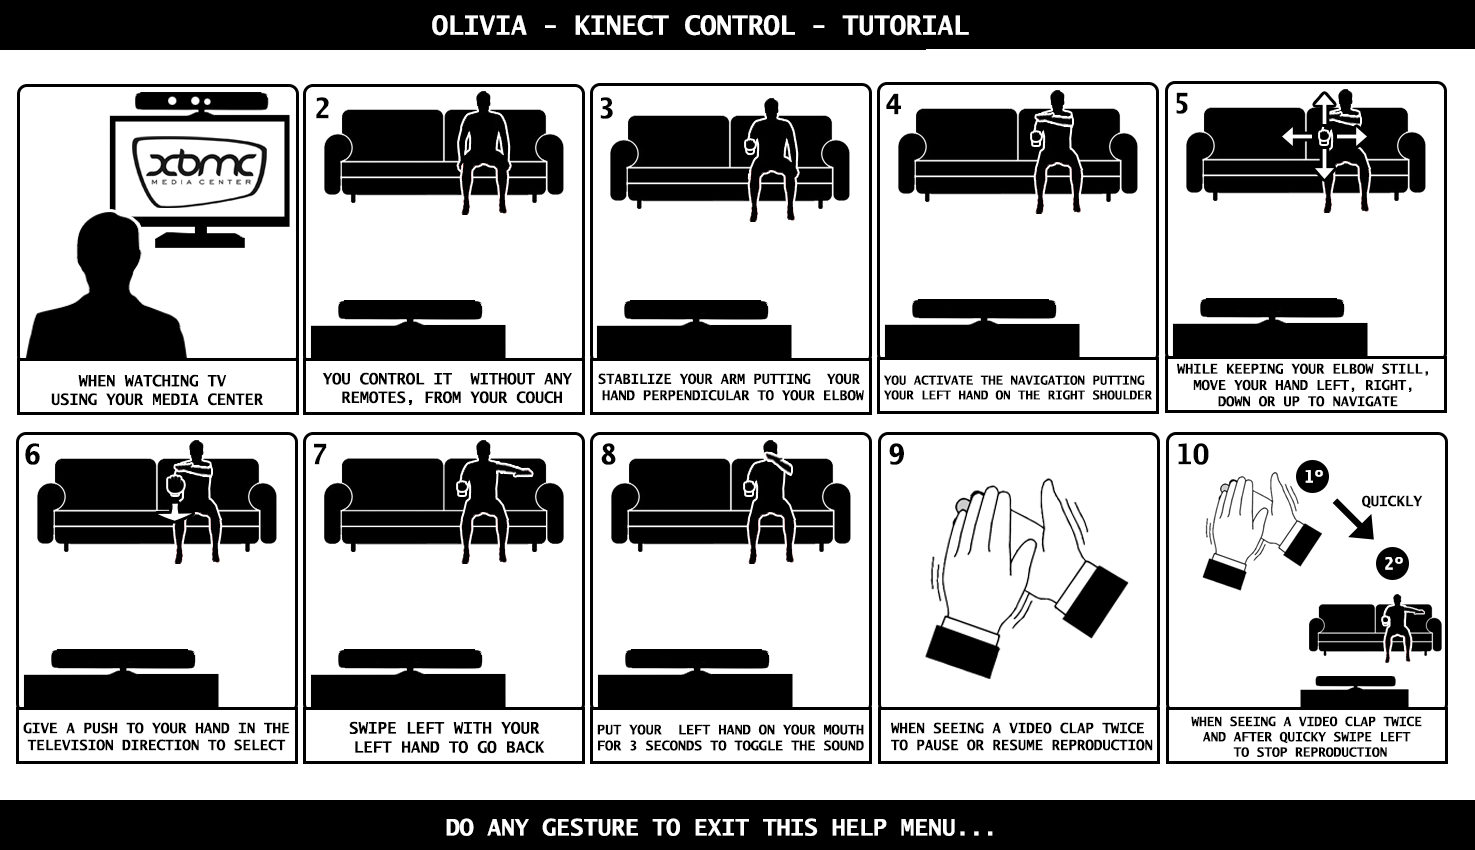 OLIVIA - KINECT CONTROL - TUTORIAL
xbmc
MEDIA CENTER
WHEN WATCHING TV
USING YOUR MEDIA CENTER
2
YOU CONTROL IT WITHOUT ANY
REMOTES, FROM YOUR COUCH
3
STABILIZE YOUR ARM PUTTING YOUR
HAND PERPENDICULAR TO YOUR ELBOW
4
YOU ACTIVATE THE NAVIGATION PUTTING
YOUR LEFT HAND ON THE RIGHT SHOULDER
5
WHILE KEEPING YOUR ELBOW STILL,
MOVE YOUR HAND LEFT, RIGHT,
DOWN OR UP TO NAVIGATE
6
GIVE A PUSH TO YOUR HAND IN THE
TELEVISION DIRECTION TO SELECT
7
SWIPE LEFT WITH YOUR
LEFT HAND TO GO BACK
8
PUT YOUR LEFT HAND ON YOUR MOUTH
FOR 3 SECONDS TO TOGGLE THE SOUND
9
WHEN SEEING A VIDEO CLAP TWICE
TO PAUSE OR RESUME REPRODUCTION
10
1º
QUICKLY
2º
WHEN SEEING A VIDEO CLAP TWICE
AND AFTER QUICKY SWIPE LEFT
TO STOP REPRODUCTION
DO ANY GESTURE TO EXIT THIS HELP MENU...